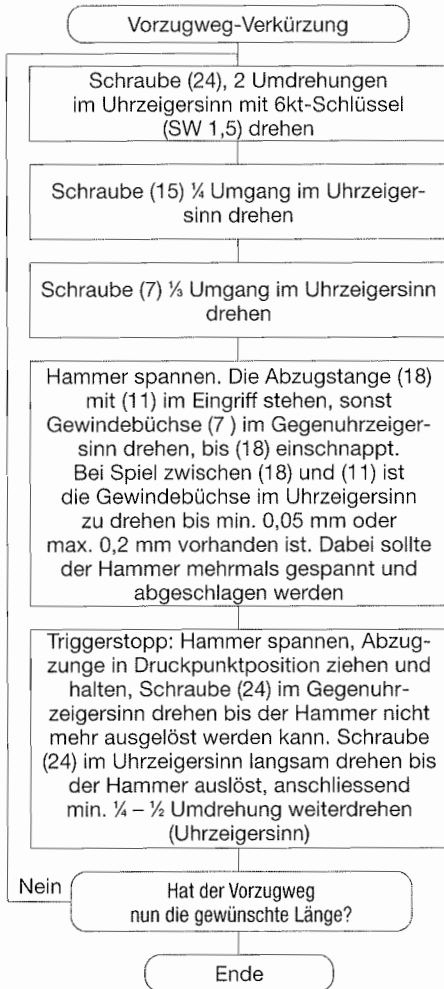 Vorzugweg-Verkürzung
Schraube (24), 2 Umdrehungen
im Uhrzeigersinn mit 6kt-Schlüssel
(SW 1,5) drehen
Schraube (15) ¼ Umgang im Uhrzeiger-
sinn drehen
Schraube (7) ⅓ Umgang im Uhrzeigersinn
drehen
Hammer spannen. Die Abzugstange (18)
mit (11) im Eingriff stehen, sonst
Gewindebüchse (7 ) im Gegenuhrzeiger-
sinn drehen, bis (18) einschnappt.
Bei Spiel zwischen (18) und (11) ist
die Gewindebüchse im Uhrzeigersinn
zu drehen bis min. 0,05 mm oder
max. 0,2 mm vorhanden ist. Dabei sollte
der Hammer mehrmals gespannt und
abgeschlagen werden
Triggerstopp: Hammer spannen, Abzug-
zunge in Druckpunktposition ziehen und
halten, Schraube (24) im Gegenuhr-
zeigersinn drehen bis der Hammer nicht
mehr ausgelöst werden kann. Schraube
(24) im Uhrzeigersinn langsam drehen bis
der Hammer auslöst, anschliessend
min. ¼ – ½ Umdrehung weiterdrehen
(Uhrzeigersinn)
Nein
Hat der Vorzugweg
nun die gewünschte Länge?
Ende